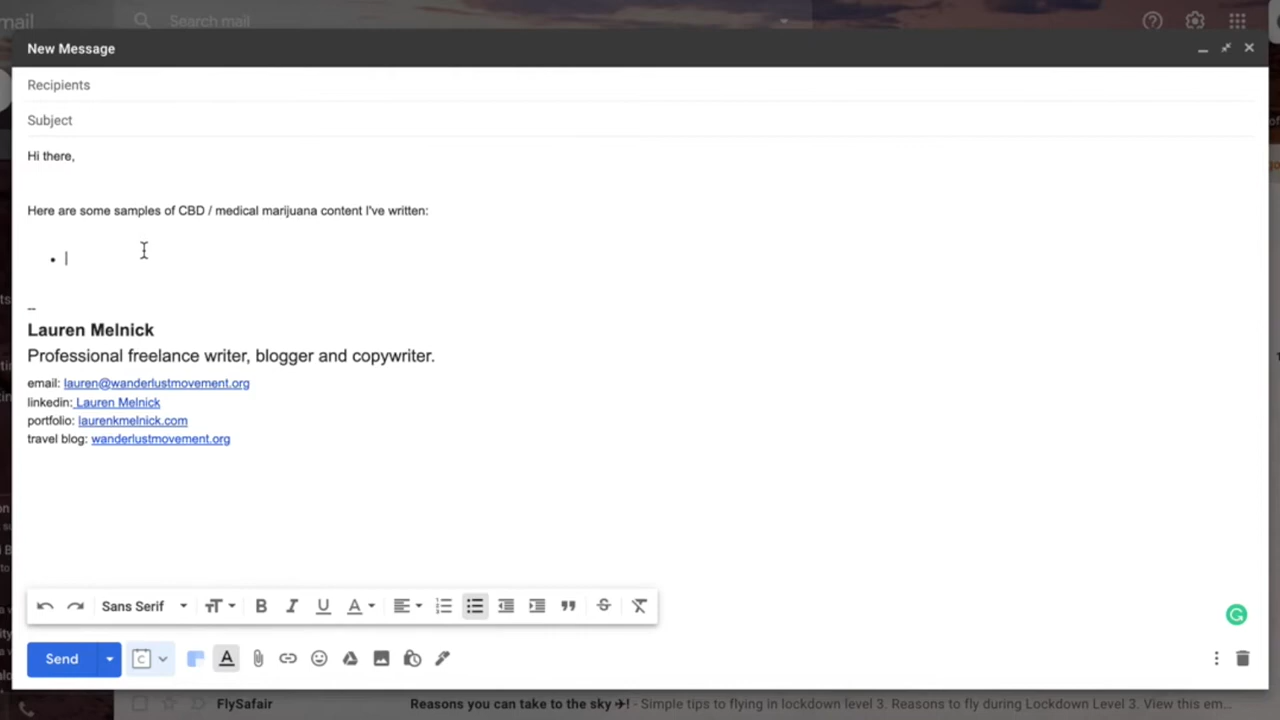 mail
Search mail
New Message
Recipients
Subject
Hi there,
Here are some samples of CBD / medical marijuana content I've written:
•
--
Lauren Melnick
Professional freelance writer, blogger and copywriter.
email: lauren@wanderlustmovement.org
linkedin: Lauren Melnick
portfolio: laurenkmelnick.com
travel blog: wanderlustmovement.org
Sans Serif
Send
FlySafair
Reasons you can take to the sky ✈! - Simple tips to flying in lockdown level 3. Reasons to fly during Lockdown Level 3. View this em...